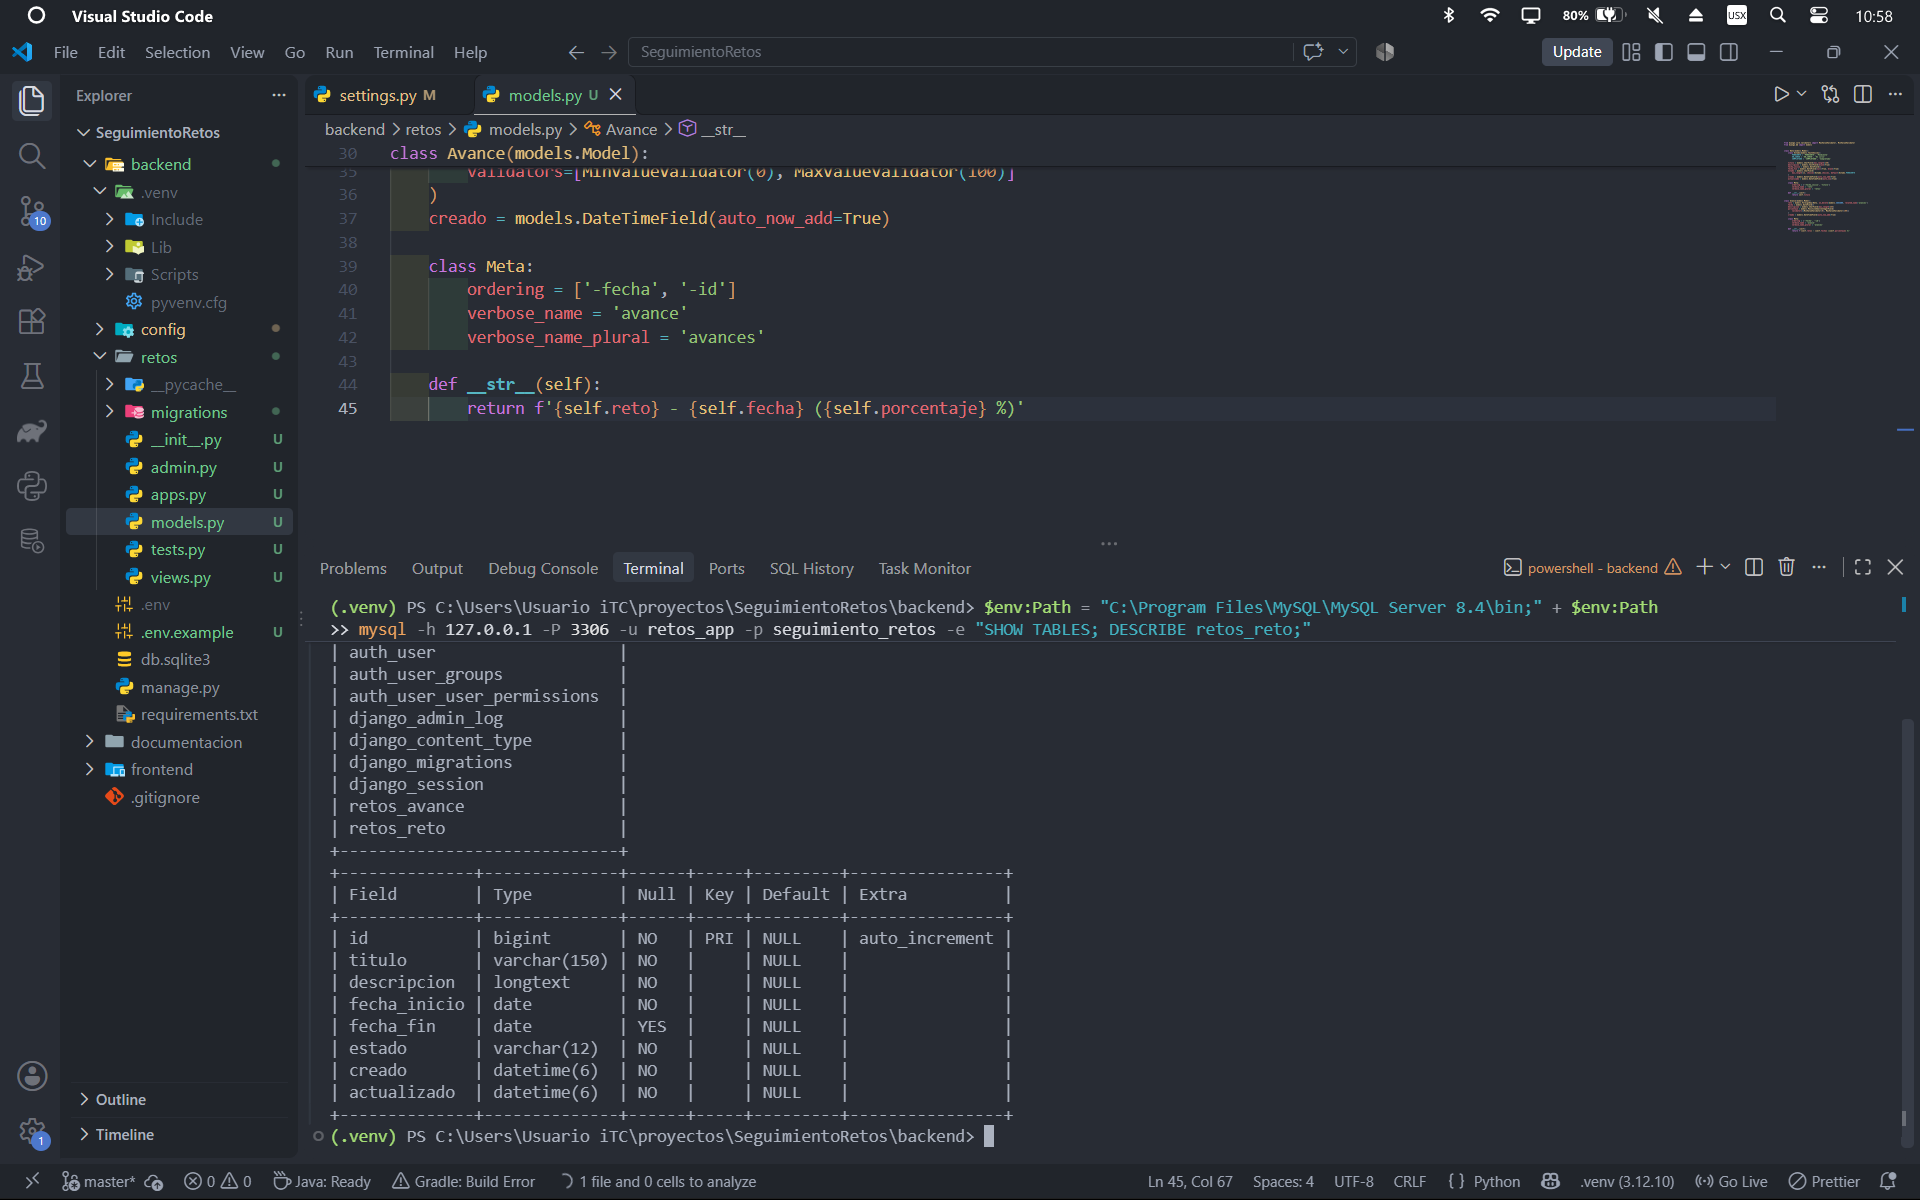 Visual Studio Code
80%
USX
10:58
File Edit Selection View Go Run Terminal Help
SeguimientoRetos
Update
Explorer
settings.py M
models.py U
SeguimientoRetos
backend
.venv
Include
Lib
Scripts
pyvenv.cfg
config
retos
__pycache__
migrations
__init__.py U
admin.py U
apps.py U
models.py U
tests.py U
views.py U
.env
.env.example U
db.sqlite3
manage.py
requirements.txt
documentacion
frontend
.gitignore
Outline
Timeline
10
1
backend > retos > models.py > Avance > __str__
30 class Avance(models.Model):
35 validators=[MinValueValidator(0), MaxValueValidator(100)]
36 )
37 creado = models.DateTimeField(auto_now_add=True)
38
39 class Meta:
40 ordering = ['-fecha', '-id']
41 verbose_name = 'avance'
42 verbose_name_plural = 'avances'
43
44 def __str__(self):
45 return f'{self.reto} - {self.fecha} ({self.porcentaje} %)'
Problems Output Debug Console Terminal Ports SQL History Task Monitor
powershell - backend
(.venv) PS C:\Users\Usuario iTC\proyectos\SeguimientoRetos\backend> $env:Path = "C:\Program Files\MySQL\MySQL Server 8.4\bin;" + $env:Path
>> mysql -h 127.0.0.1 -P 3306 -u retos_app -p seguimiento_retos -e "SHOW TABLES; DESCRIBE retos_reto;"
| auth_user |
| auth_user_groups |
| auth_user_user_permissions |
| django_admin_log |
| django_content_type |
| django_migrations |
| django_session |
| retos_avance |
| retos_reto |
+----------------------------+
+--------------+--------------+------+-----+---------+----------------+
| Field | Type | Null | Key | Default | Extra |
+--------------+--------------+------+-----+---------+----------------+
| id | bigint | NO | PRI | NULL | auto_increment |
| titulo | varchar(150) | NO | | NULL | |
| descripcion | longtext | NO | | NULL | |
| fecha_inicio | date | NO | | NULL | |
| fecha_fin | date | YES | | NULL | |
| estado | varchar(12) | NO | | NULL | |
| creado | datetime(6) | NO | | NULL | |
| actualizado | datetime(6) | NO | | NULL | |
+--------------+--------------+------+-----+---------+----------------+
(.venv) PS C:\Users\Usuario iTC\proyectos\SeguimientoRetos\backend>
master* 0 0 Java: Ready Gradle: Build Error 1 file and 0 cells to analyze
Ln 45, Col 67 Spaces: 4 UTF-8 CRLF { } Python .venv (3.12.10) Go Live Prettier